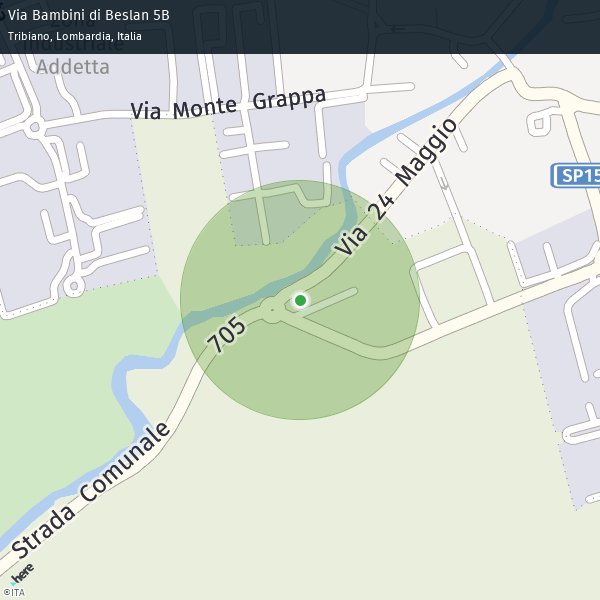 Via Bambini di Beslan 5B
Tribiano, Lombardia, Italia
Zona
Industriale
Addetta
Via Monte Grappa
Via 24 Maggio
SP15
705
Strada Comunale
here
©ITA